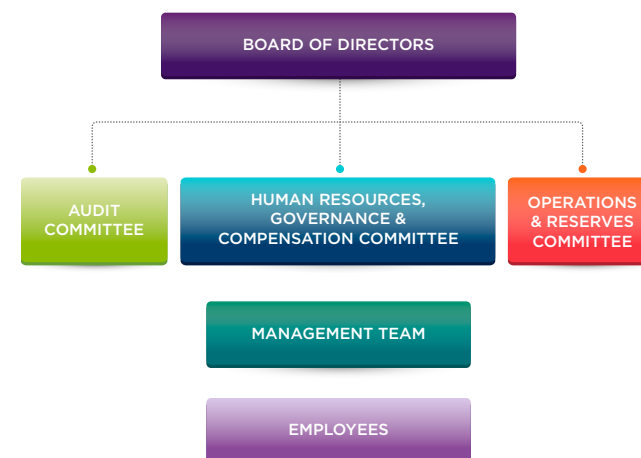 BOARD OF DIRECTORS
AUDIT
COMMITTEE
HUMAN RESOURCES,
GOVERNANCE &
COMPENSATION COMMITTEE
OPERATIONS
& RESERVES
COMMITTEE
MANAGEMENT TEAM
EMPLOYEES